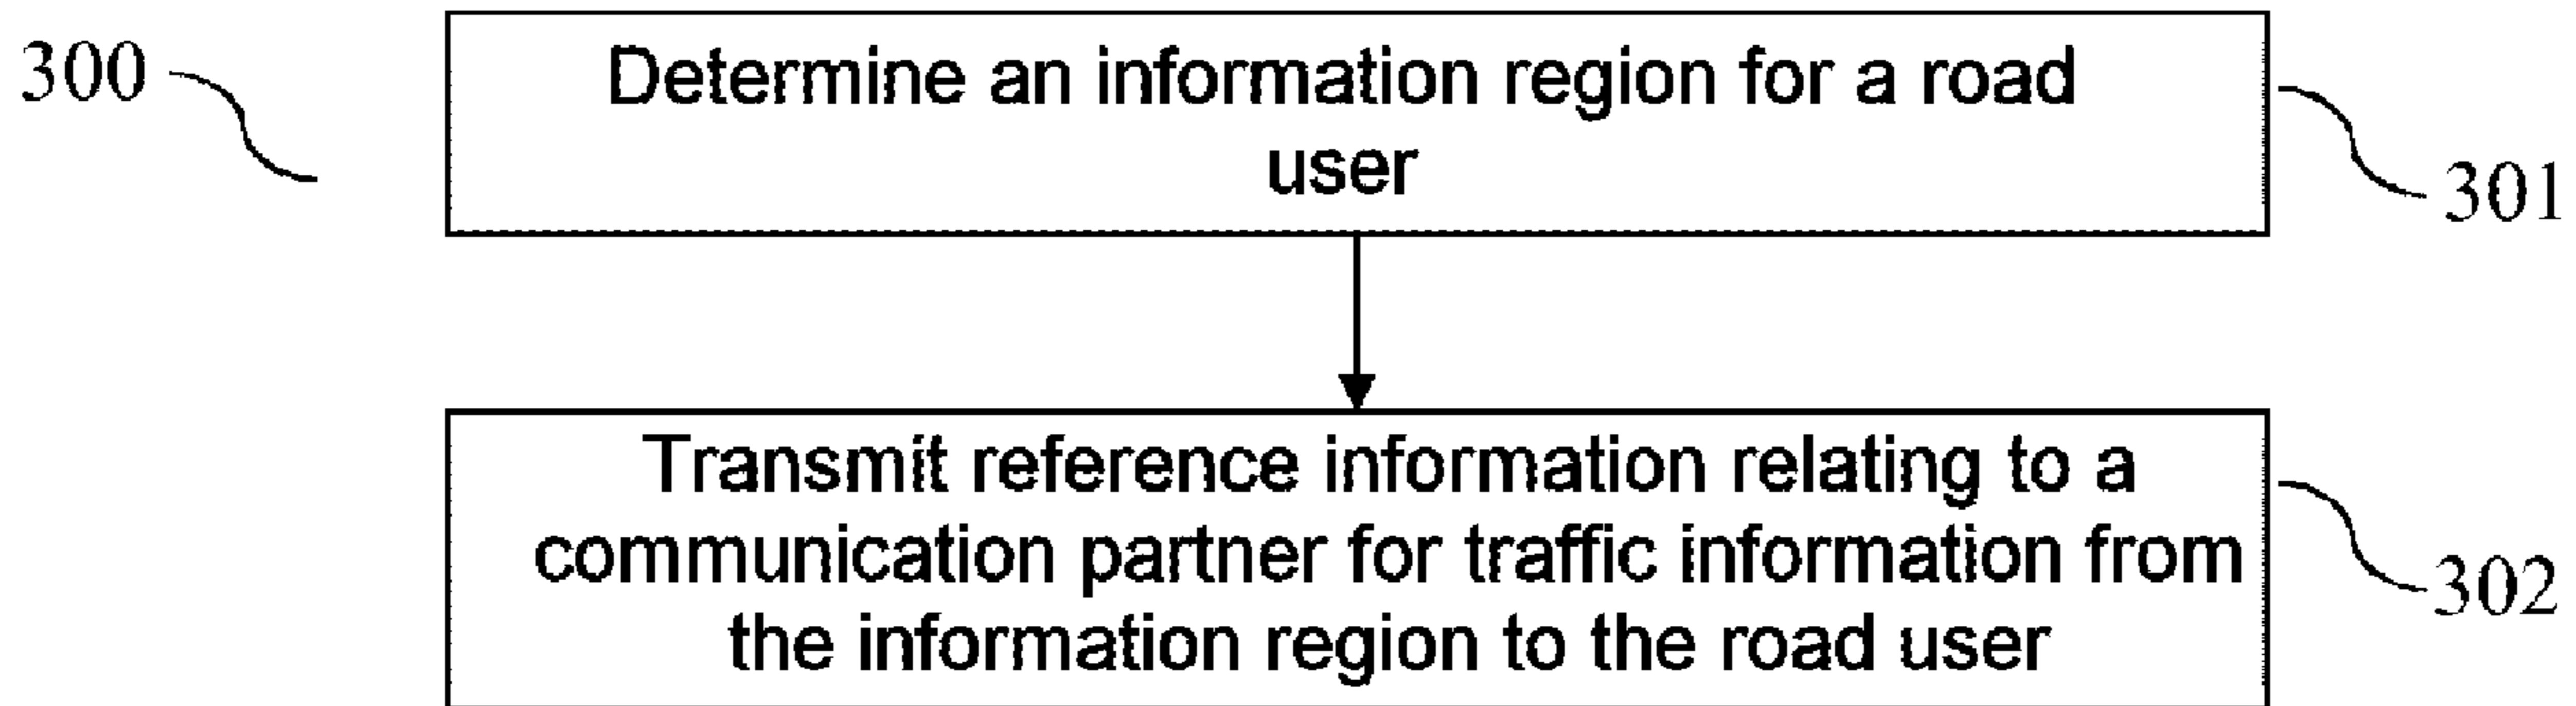 300
Determine an information region for a road
user
301
Transmit reference information relating to a
communication partner for traffic information from
the information region to the road user
302